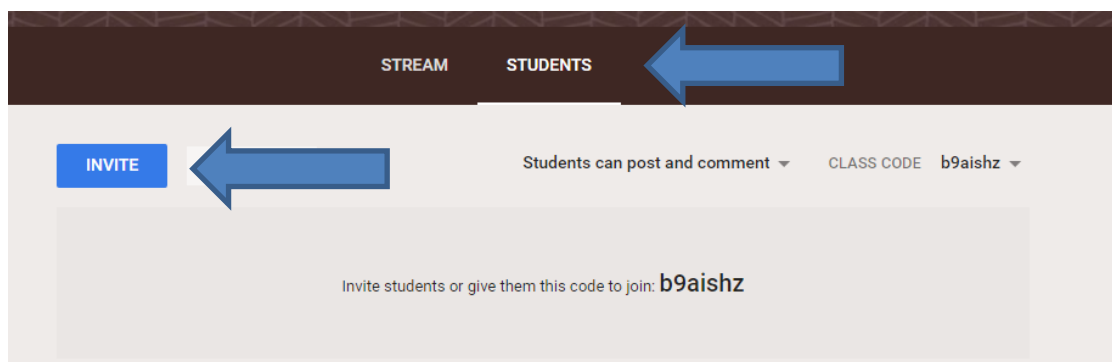 STREAM STUDENTS
INVITE Students can post and comment CLASS CODE b9aishz
Invite students or give them this code to join: b9aishz